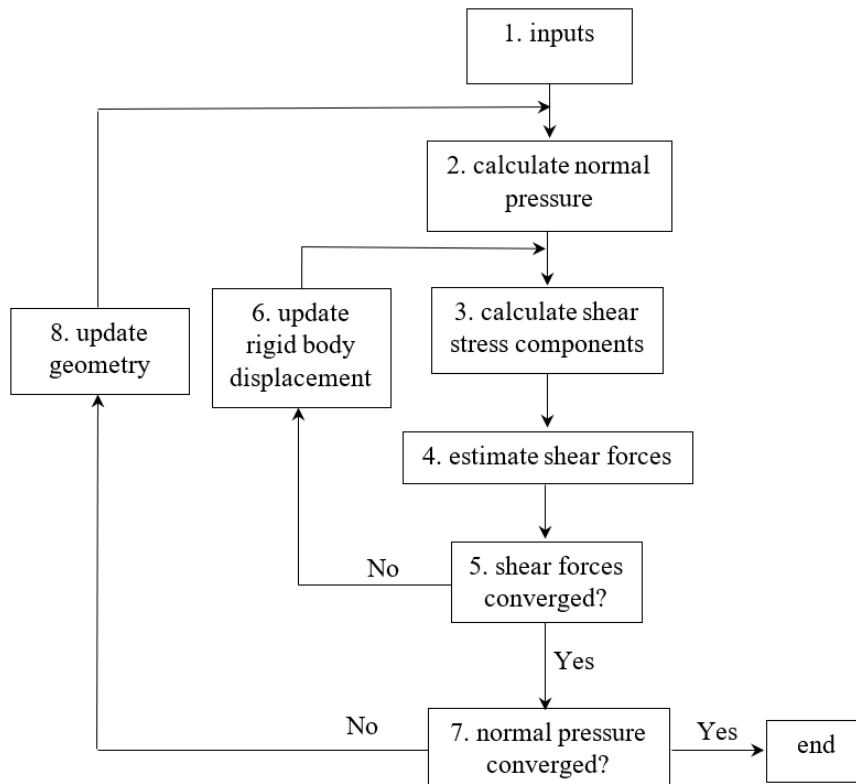 1. inputs
2. calculate normal
pressure
3. calculate shear
stress components
6. update
rigid body
displacement
8. update
geometry
4. estimate shear forces
5. shear forces
converged?
No
Yes
7. normal pressure
converged?
No
Yes
end